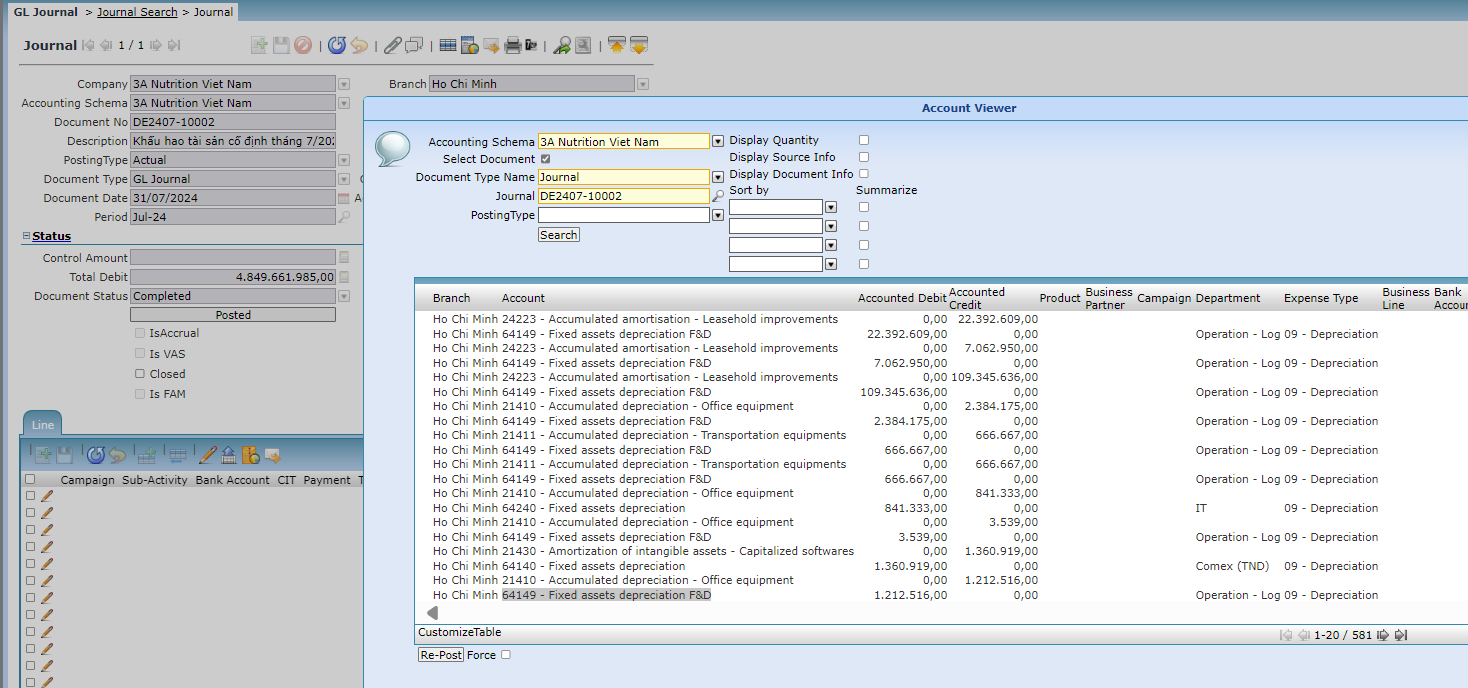 GL Journal > Journal Search > Journal
Journal 1 / 1
Company 3A Nutrition Viet Nam
Branch Ho Chi Minh
Accounting Schema 3A Nutrition Viet Nam
Document No DE2407-10002
Description Khấu hao tài sản cố định tháng 7/202
PostingType Actual
Document Type GL Journal
Document Date 31/07/2024
Period Jul-24
Status
Control Amount
Total Debit 4.849.661.985,00
Document Status Completed
Posted
IsAccrual
Is VAS
Closed
Is FAM
Line
Campaign Sub-Activity Bank Account CIT Payment T
Account Viewer
Accounting Schema 3A Nutrition Viet Nam
Select Document
Document Type Name Journal
Journal DE2407-10002
PostingType
Search
Display Quantity
Display Source Info
Display Document Info
Sort by Summarize
Branch Account Accounted Debit Accounted Credit Product Business Partner Campaign Department Expense Type Business Line Bank Accoun
Ho Chi Minh 24223 - Accumulated amortisation - Leasehold improvements 0,00 22.392.609,00
Ho Chi Minh 64149 - Fixed assets depreciation F&D 22.392.609,00 0,00 Operation - Log 09 - Depreciation
Ho Chi Minh 24223 - Accumulated amortisation - Leasehold improvements 0,00 7.062.950,00
Ho Chi Minh 64149 - Fixed assets depreciation F&D 7.062.950,00 0,00 Operation - Log 09 - Depreciation
Ho Chi Minh 24223 - Accumulated amortisation - Leasehold improvements 0,00 109.345.636,00
Ho Chi Minh 64149 - Fixed assets depreciation F&D 109.345.636,00 0,00 Operation - Log 09 - Depreciation
Ho Chi Minh 21410 - Accumulated depreciation - Office equipment 0,00 2.384.175,00
Ho Chi Minh 64149 - Fixed assets depreciation F&D 2.384.175,00 0,00 Operation - Log 09 - Depreciation
Ho Chi Minh 21411 - Accumulated depreciation - Transportation equipments 0,00 666.667,00
Ho Chi Minh 64149 - Fixed assets depreciation F&D 666.667,00 0,00 Operation - Log 09 - Depreciation
Ho Chi Minh 21411 - Accumulated depreciation - Transportation equipments 0,00 666.667,00
Ho Chi Minh 64149 - Fixed assets depreciation F&D 666.667,00 0,00 Operation - Log 09 - Depreciation
Ho Chi Minh 21410 - Accumulated depreciation - Office equipment 0,00 841.333,00
Ho Chi Minh 64240 - Fixed assets depreciation 841.333,00 0,00 IT 09 - Depreciation
Ho Chi Minh 21410 - Accumulated depreciation - Office equipment 0,00 3.539,00
Ho Chi Minh 64149 - Fixed assets depreciation F&D 3.539,00 0,00 Operation - Log 09 - Depreciation
Ho Chi Minh 21430 - Amortization of intangible assets - Capitalized softwares 0,00 1.360.919,00
Ho Chi Minh 64140 - Fixed assets depreciation 1.360.919,00 0,00 Comex (TND) 09 - Depreciation
Ho Chi Minh 21410 - Accumulated depreciation - Office equipment 0,00 1.212.516,00
Ho Chi Minh 64149 - Fixed assets depreciation F&D 1.212.516,00 0,00 Operation - Log 09 - Depreciation
CustomizeTable 1-20 / 581
Re-Post Force